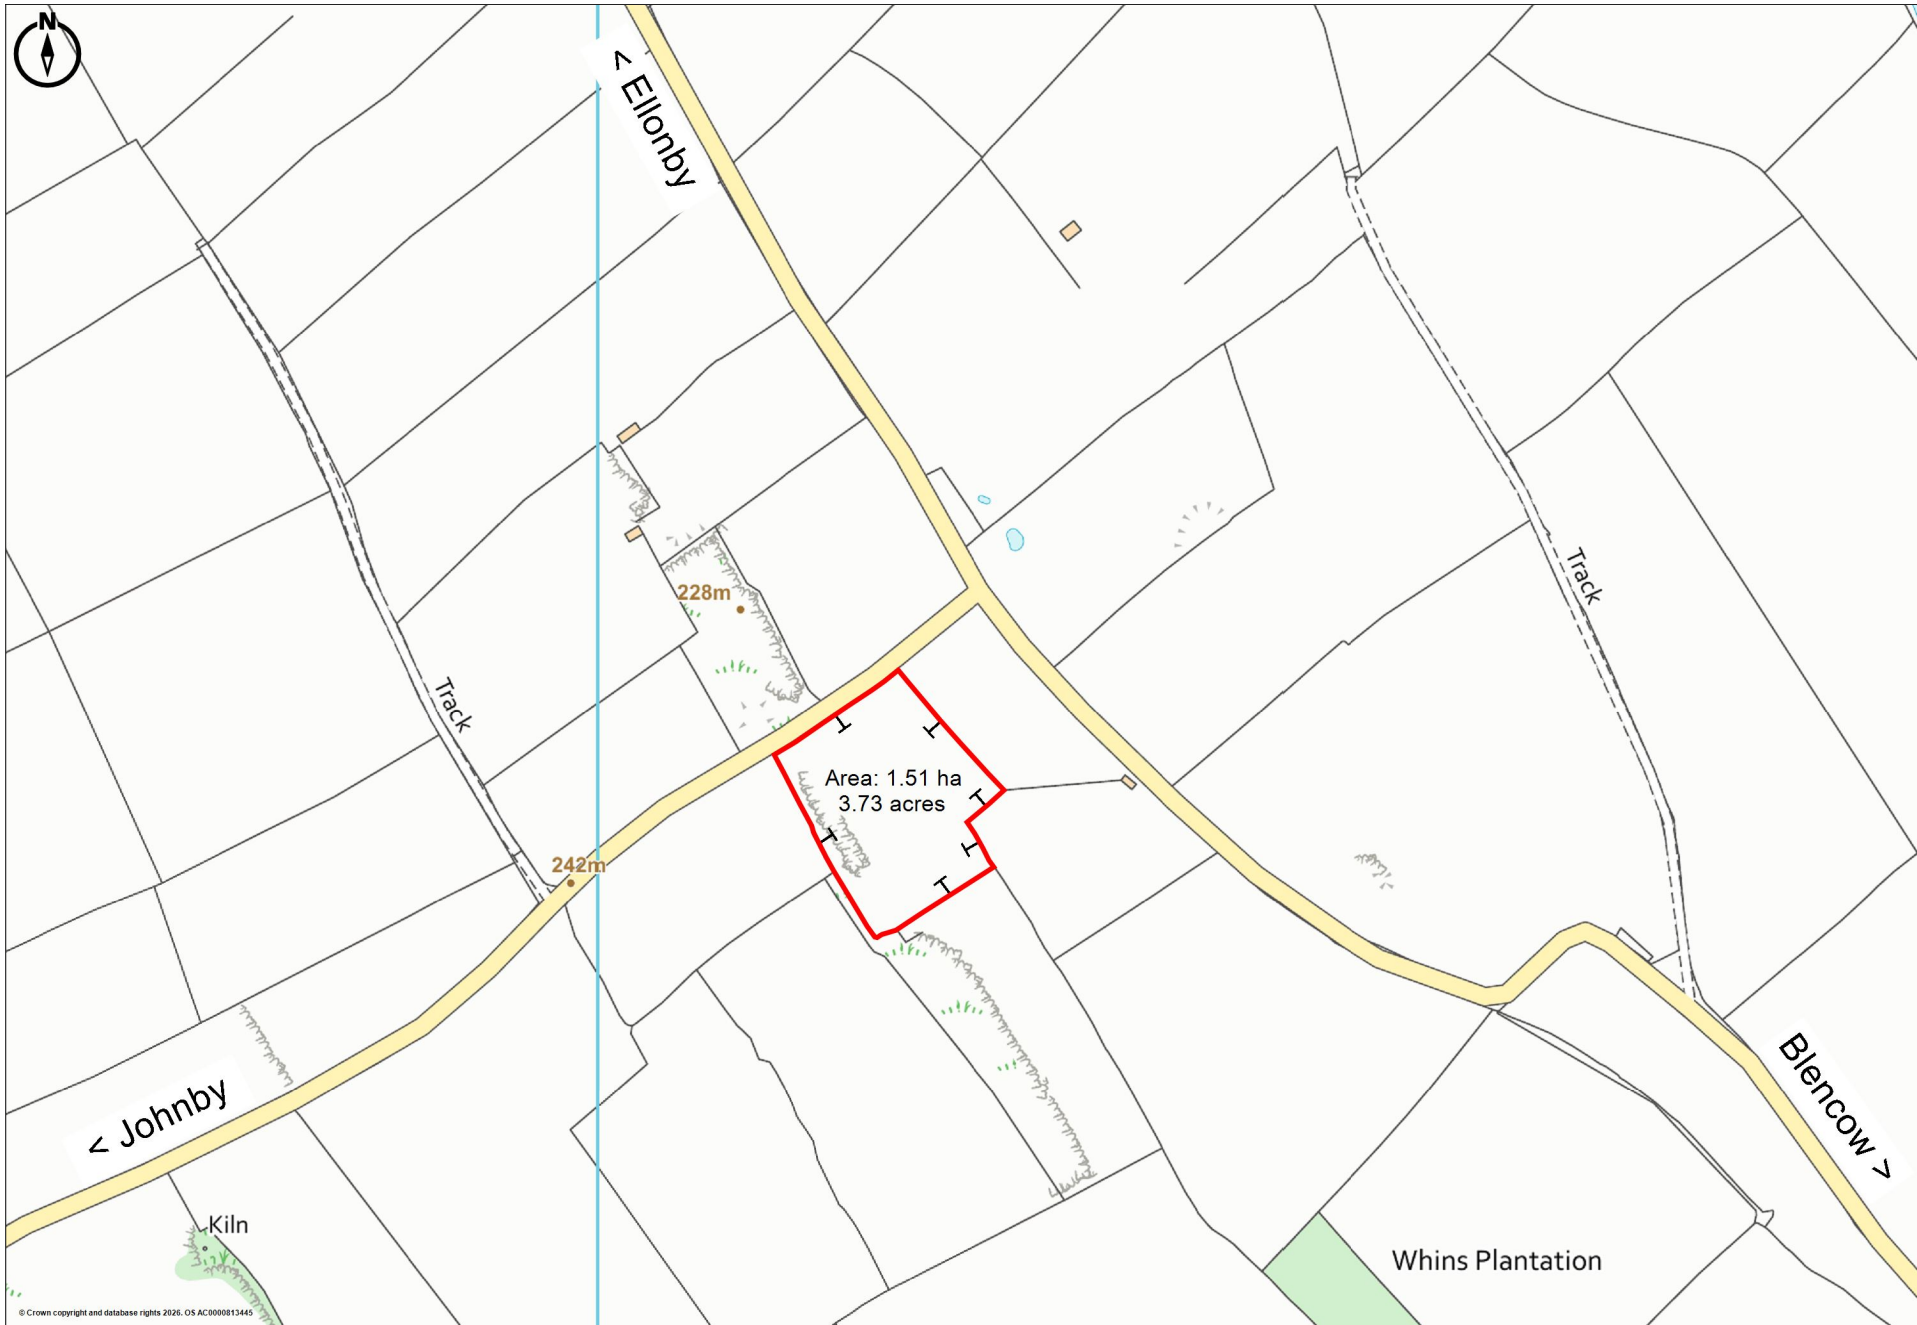 N
< Ellonby
Track
228m
Track
Area: 1.51 ha
3.73 acres
242m
< Johnby
Blencow >
Kiln
Whins Plantation
© Crown copyright and database rights 2026. OS AC0000813445